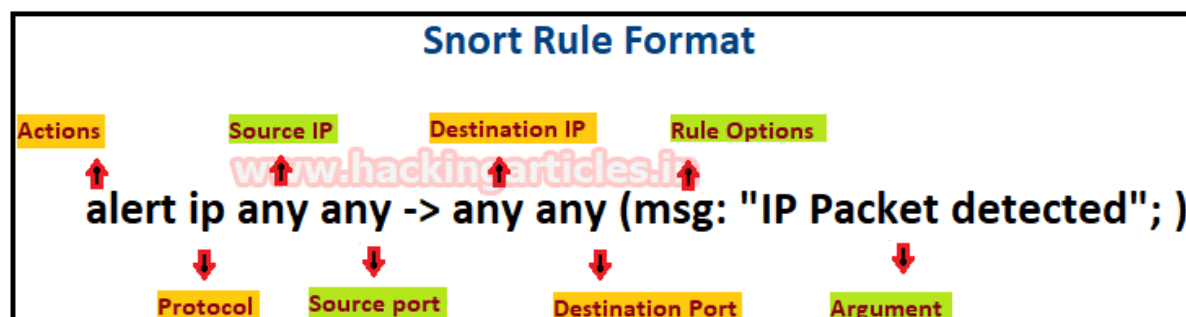 Snort Rule Format
Actions Source IP Destination IP Rule Options
www.hackingarticles.in
alert ip any any -> any any (msg: "IP Packet detected"; )
Protocol Source port Destination Port Argument